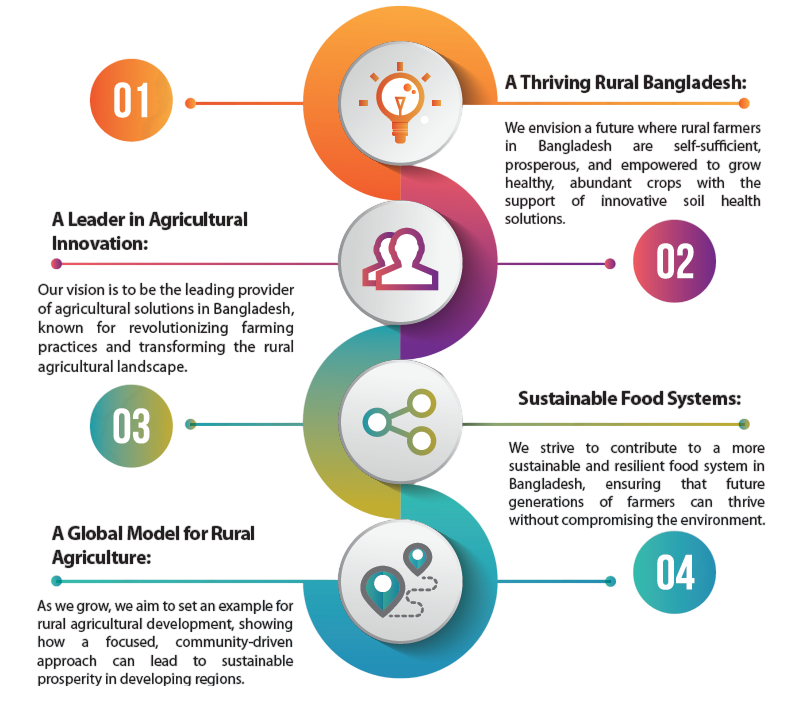 01
A Thriving Rural Bangladesh:
We envision a future where rural farmers
in Bangladesh are self-sufficient,
prosperous, and empowered to grow
healthy, abundant crops with the
support of innovative soil health
solutions.
A Leader in Agricultural
Innovation:
Our vision is to be the leading provider
of agricultural solutions in Bangladesh,
known for revolutionizing farming
practices and transforming the rural
agricultural landscape.
02
03
Sustainable Food Systems:
We strive to contribute to a more
sustainable and resilient food system in
Bangladesh, ensuring that future
generations of farmers can thrive
without compromising the environment.
A Global Model for Rural
Agriculture:
As we grow, we aim to set an example for
rural agricultural development, showing
how a focused, community-driven
approach can lead to sustainable
prosperity in developing regions.
04